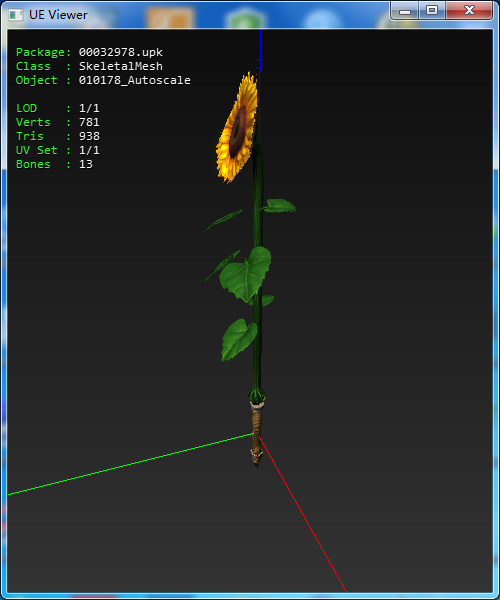 UE Viewer
Package: 00032978.upk
Class : SkeletalMesh
Object : 010178_Autoscale
LOD : 1/1
Verts : 781
Tris : 938
UV Set : 1/1
Bones : 13